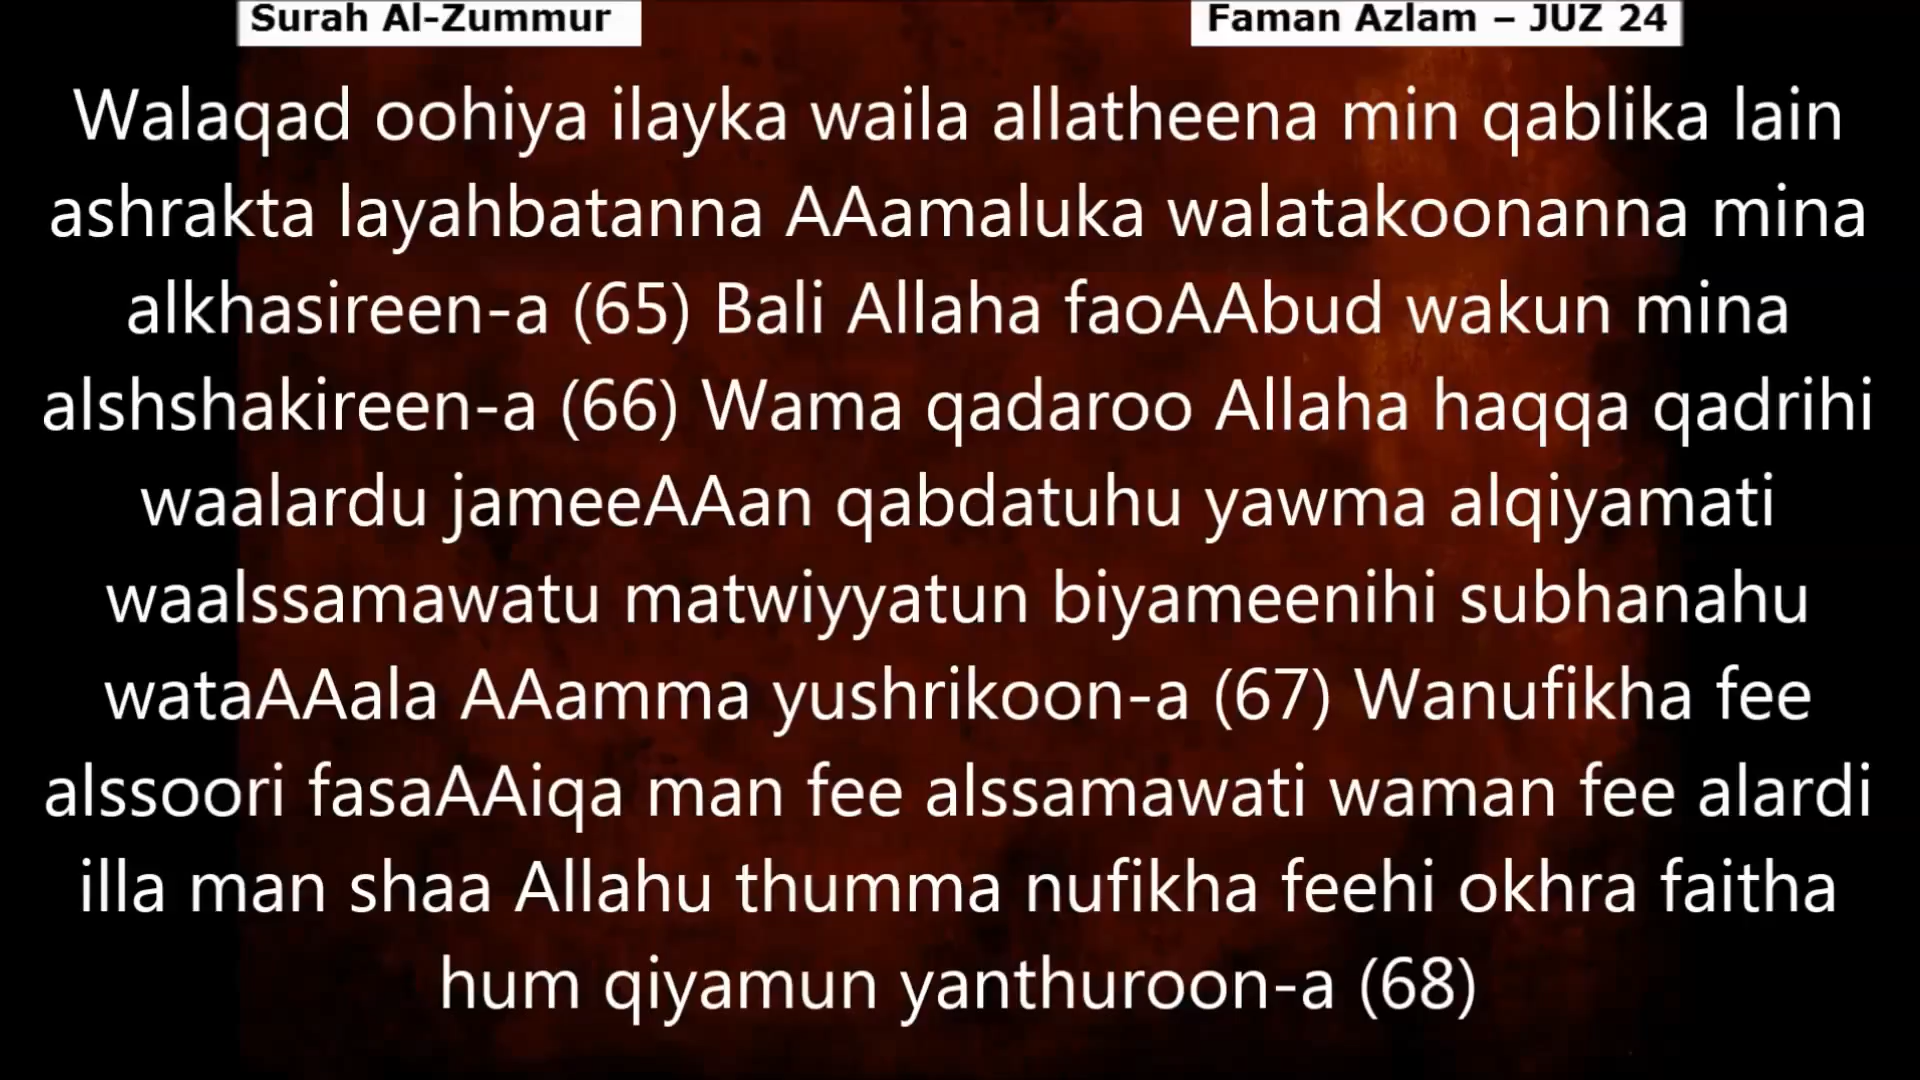 Surah Al-Zummur
Faman Azlam – JUZ 24
Walaqad oohiya ilayka waila allatheena min qablika lain
ashrakta layahbatanna AAamaluka walatakoonanna mina
alkhasireen-a (65) Bali Allaha faoAAbud wakun mina
alshshakireen-a (66) Wama qadaroo Allaha haqqa qadrihi
waalardu jameeAAan qabdatuhu yawma alqiyamati
waalssamawatu matwiyyatun biyameenihi subhanahu
wataAAala AAamma yushrikoon-a (67) Wanufikha fee
alssoori fasaAAiqa man fee alssamawati waman fee alardi
illa man shaa Allahu thumma nufikha feehi okhra faitha
hum qiyamun yanthuroon-a (68)